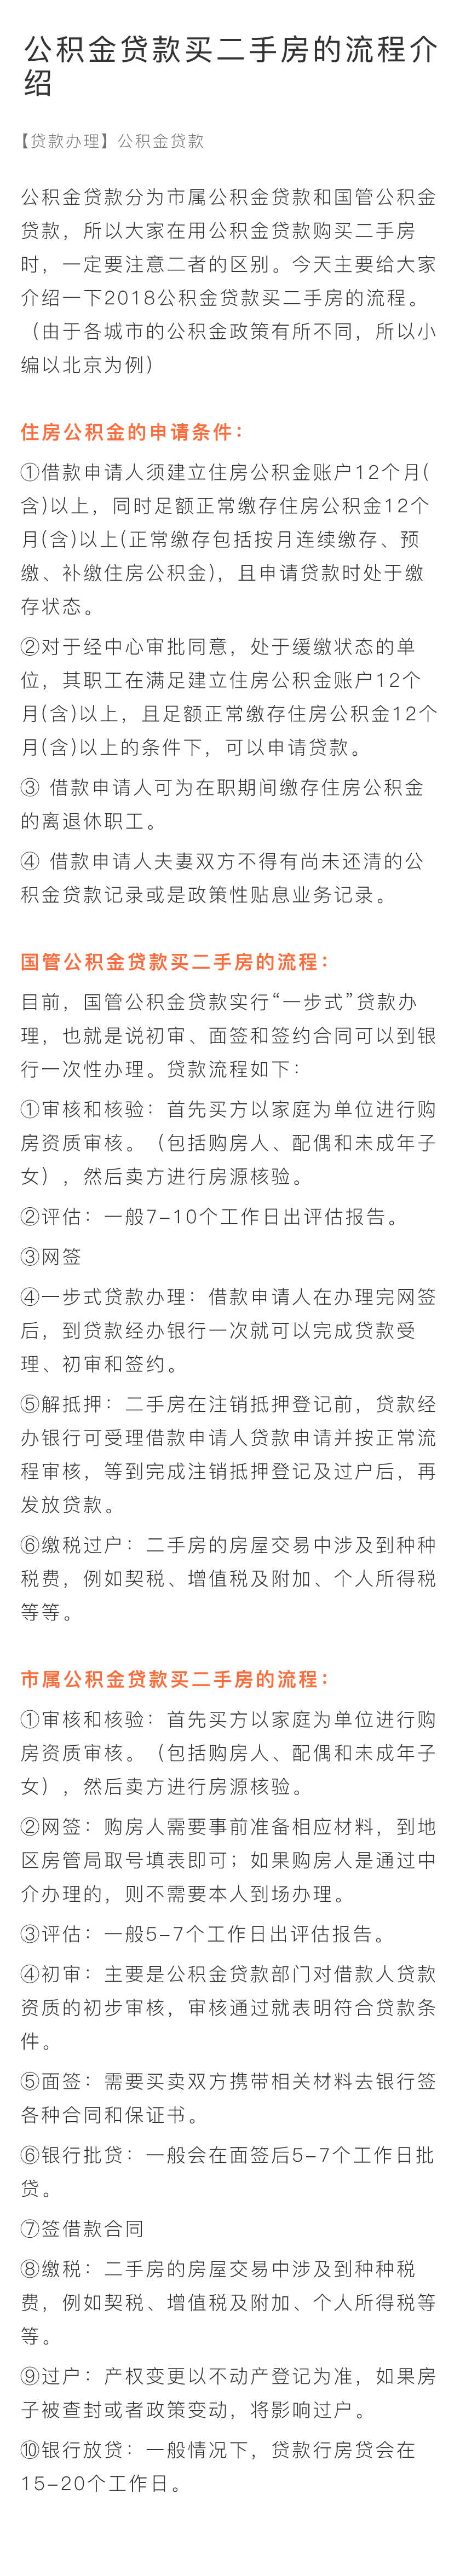 公积金贷款买二手房的流程介
绍
【贷款办理】公积金贷款
公积金贷款分为市属公积金贷款和国管公积金
贷款，所以大家在用公积金贷款购买二手房
时，一定要注意二者的区别。今天主要给大家
介绍一下2018公积金贷款买二手房的流程。
（由于各城市的公积金政策有所不同，所以小
编以北京为例）
住房公积金的申请条件：
①借款申请人须建立住房公积金账户12个月(
含)以上，同时足额正常缴存住房公积金12个
月(含)以上(正常缴存包括按月连续缴存、预
缴、补缴住房公积金)，且申请贷款时处于缴
存状态。
②对于经中心审批同意，处于缓缴状态的单
位，其职工在满足建立住房公积金账户12个
月(含)以上，且足额正常缴存住房公积金12个
月(含)以上的条件下，可以申请贷款。
③ 借款申请人可为在职期间缴存住房公积金
的离退休职工。
④ 借款申请人夫妻双方不得有尚未还清的公
积金贷款记录或是政策性贴息业务记录。
国管公积金贷款买二手房的流程：
目前，国管公积金贷款实行“一步式”贷款办
理，也就是说初审、面签和签约合同可以到银
行一次性办理。贷款流程如下：
①审核和核验：首先买方以家庭为单位进行购
房资质审核。（包括购房人、配偶和未成年子
女），然后卖方进行房源核验。
②评估：一般7-10个工作日出评估报告。
③网签
④一步式贷款办理：借款申请人在办理完网签
后，到贷款经办银行一次就可以完成贷款受
理、初审和签约。
⑤解抵押：二手房在注销抵押登记前，贷款经
办银行可受理借款申请人贷款申请并按正常流
程审核，等到完成注销抵押登记及过户后，再
发放贷款。
⑥缴税过户：二手房的房屋交易中涉及到种种
税费，例如契税、增值税及附加、个人所得税
等等。
市属公积金贷款买二手房的流程：
①审核和核验：首先买方以家庭为单位进行购
房资质审核。（包括购房人、配偶和未成年子
女），然后卖方进行房源核验。
②网签：购房人需要事前准备相应材料，到地
区房管局取号填表即可；如果购房人是通过中
介办理的，则不需要本人到场办理。
③评估：一般5-7个工作日出评估报告。
④初审：主要是公积金贷款部门对借款人贷款
资质的初步审核，审核通过就表明符合贷款条
件。
⑤面签：需要买卖双方携带相关材料去银行签
各种合同和保证书。
⑥银行批贷：一般会在面签后5-7个工作日批
贷。
⑦签借款合同
⑧缴税：二手房的房屋交易中涉及到种种税
费，例如契税、增值税及附加、个人所得税等
等。
⑨过户：产权变更以不动产登记为准，如果房
子被查封或者政策变动，将影响过户。
⑩银行放贷：一般情况下，贷款行房贷会在
15-20个工作日。